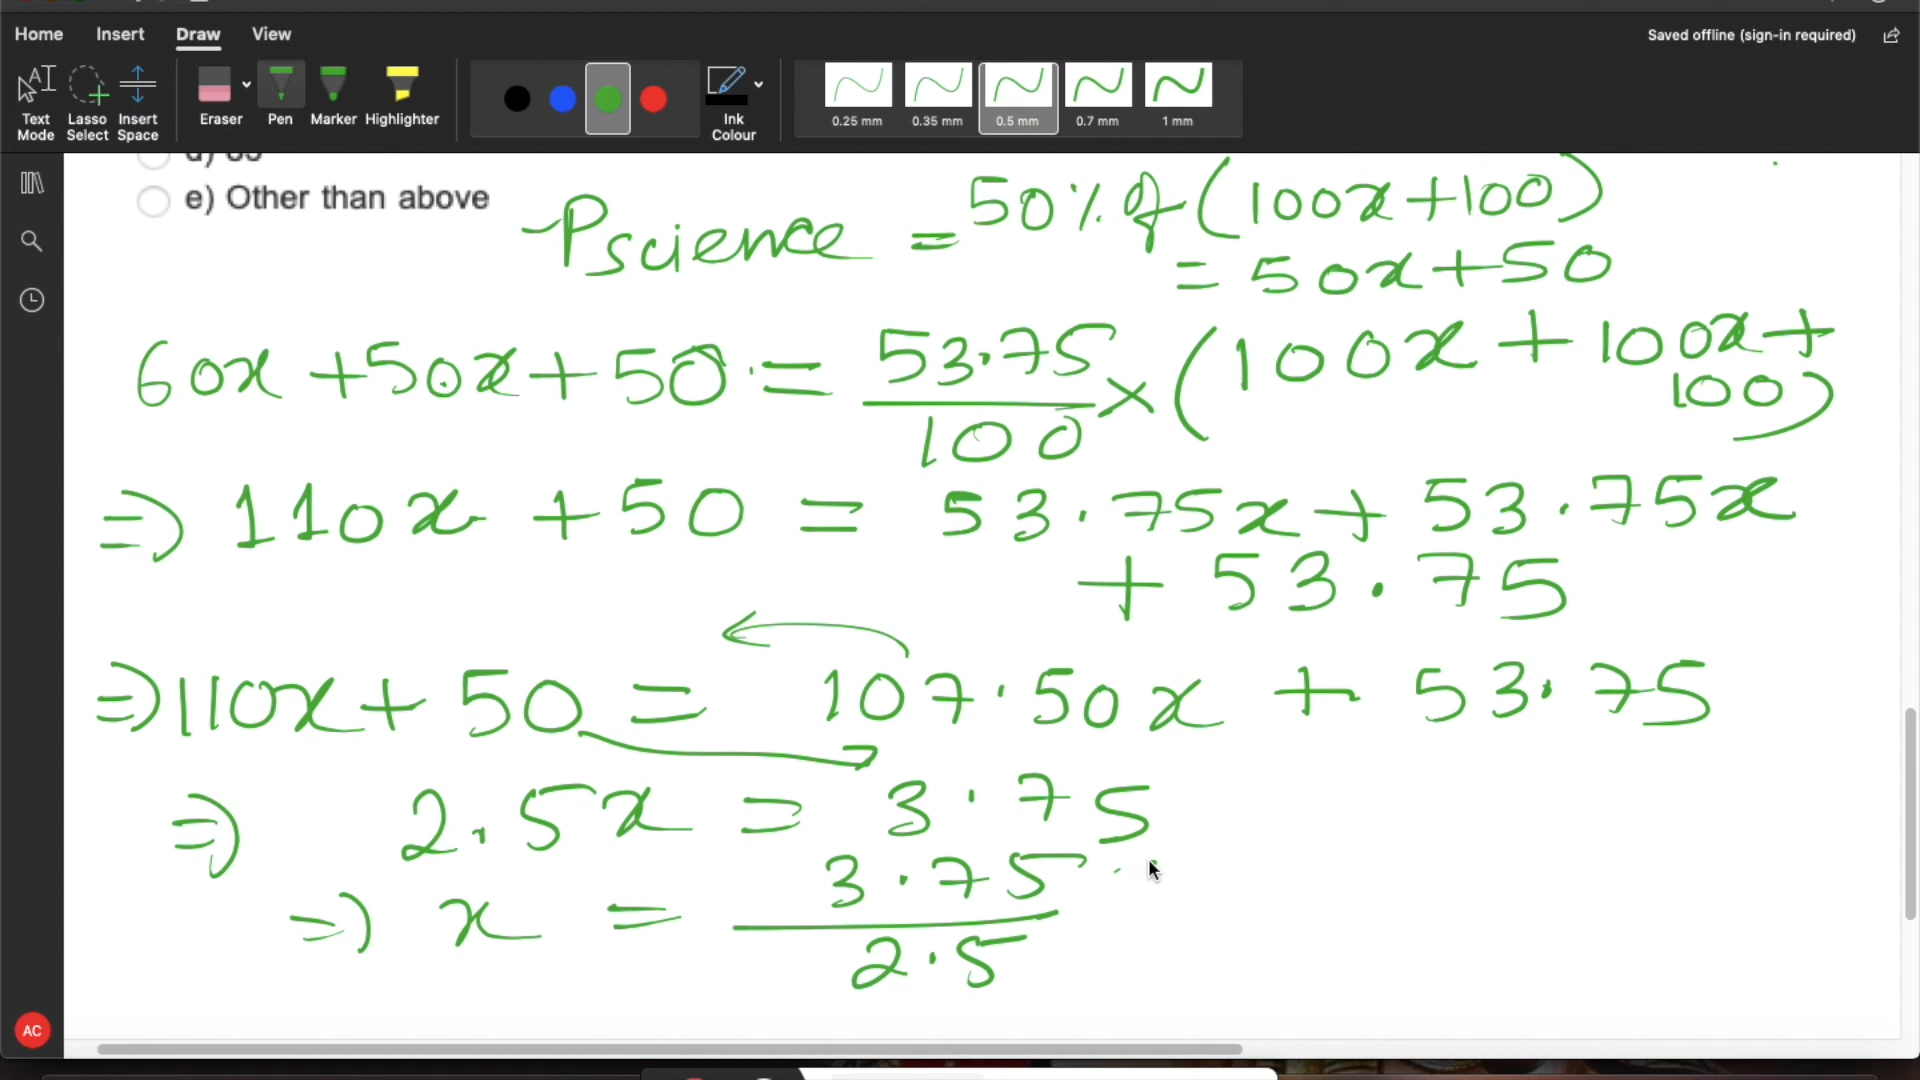 Home Insert Draw View Saved offline (sign-in required)
Text Mode Lasso Select Insert Space Eraser Pen Marker Highlighter Ink Colour 0.25 mm 0.35 mm 0.5 mm 0.7 mm 1 mm
e) Other than above
P science = 50% of (100x+100)
= 50x+50
60x +50x+50 = 53.75/100 × (100x + 100x + 100)
⇒ 110x + 50 = 53.75x + 53.75x
+ 53.75
⇒ 110x + 50 = 107.50x + 53.75
⇒ 2.5x = 3.75
⇒ x = 3.75/2.5
AC